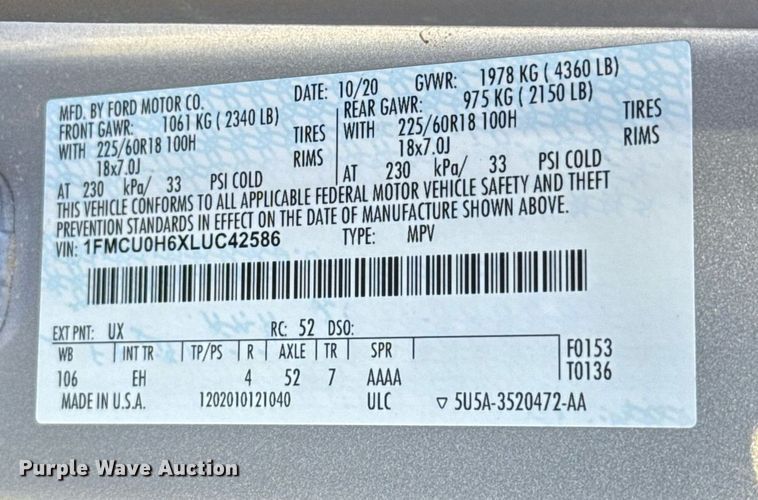 MFD. BY FORD MOTOR CO. DATE: 10/20 GVWR: 1978 KG ( 4360 LB)
FRONT GAWR: 1061 KG ( 2340 LB) REAR GAWR: 975 KG ( 2150 LB)
WITH 225/60R18 100H TIRES WITH 225/60R18 100H TIRES
18x7.0J RIMS 18x7.0J RIMS
AT 230 kPa/ 33 PSI COLD AT 230 kPa/ 33 PSI COLD
THIS VEHICLE CONFORMS TO ALL APPLICABLE FEDERAL MOTOR VEHICLE SAFETY AND THEFT
PREVENTION STANDARDS IN EFFECT ON THE DATE OF MANUFACTURE SHOWN ABOVE.
VIN: 1FMCU0H6XLUC42586 TYPE: MPV
EXT PNT: UX RC: 52 DSO:
WB INT TR TP/PS R AXLE TR SPR F0153
106 EH 4 52 7 AAAA T0136
MADE IN U.S.A. 1202010121040 ULC ▽ 5U5A-3520472-AA
Purple Wave Auction